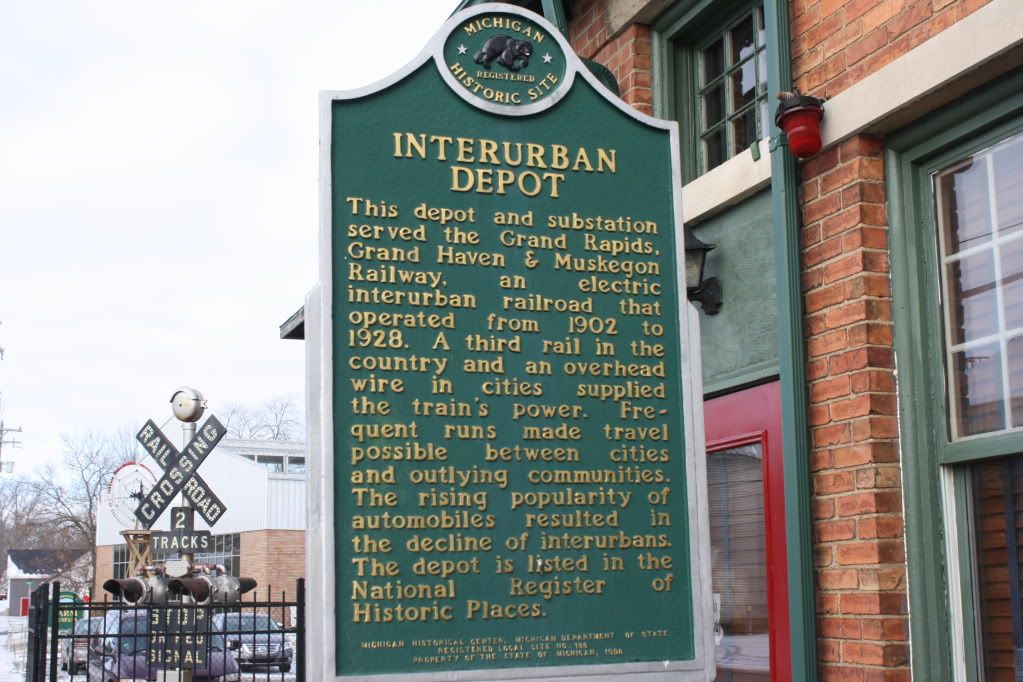 MICHIGAN
REGISTERED
HISTORIC SITE
INTERURBAN
DEPOT
This depot and substation
served the Grand Rapids,
Grand Haven & Muskegon
Railway, an electric
interurban railroad that
operated from 1902 to
1928. A third rail in the
country and an overhead
wire in cities supplied
the train's power. Fre-
quent runs made travel
possible between cities
and outlying communities.
The rising popularity of
automobiles resulted in
the decline of interurbans.
The depot is listed in the
National Register of
Historic Places.
MICHIGAN HISTORICAL CENTER, MICHIGAN DEPARTMENT OF STATE
REGISTERED LOCAL SITE NO.
PROPERTY OF THE STATE OF MICHIGAN,
RAILROAD
CROSSING
2
TRACKS
STOP
ON
SIGNAL